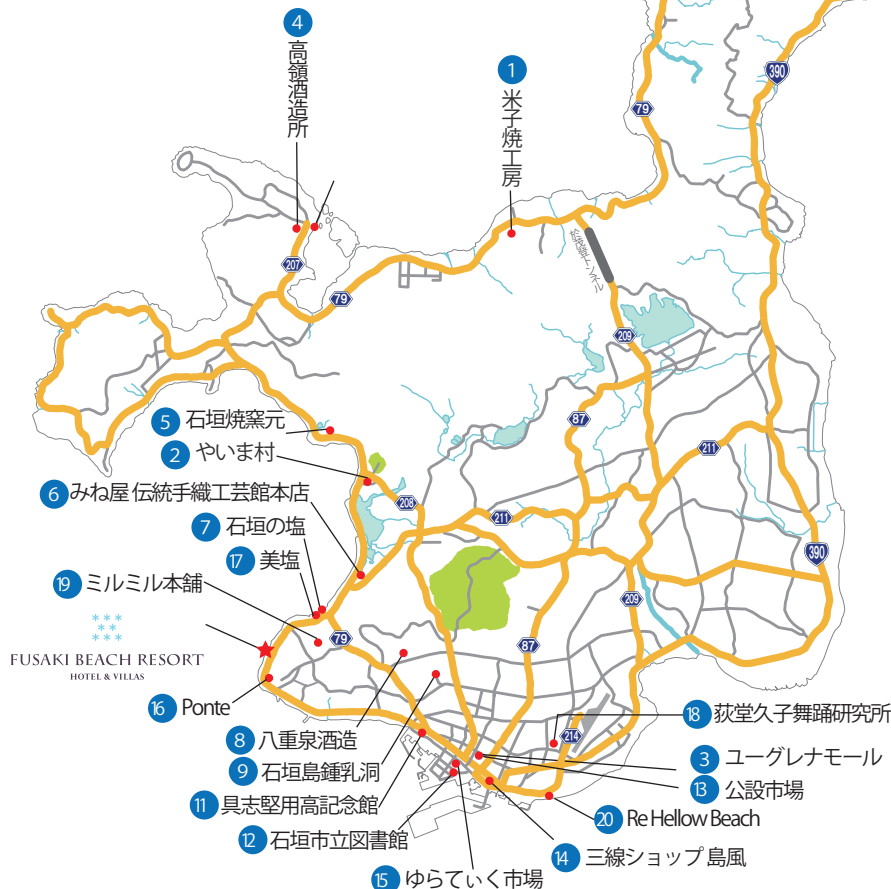 4
高嶺酒造所
1
米子焼工房
390
79
207
79
209
87
5 石垣焼窯元
2 やいま村
211
6 みね屋 伝統手織工芸館本店
208
211
7 石垣の塩
17 美塩
390
19 ミルミル本舗
209
79
87
FUSAKI BEACH RESORT
HOTEL & VILLAS
16 Ponte
18 荻堂久子舞踊研究所
214
8 八重泉酒造
3 ユーグレナモール
9 石垣島鍾乳洞
13 公設市場
11 具志堅用高記念館
20 Re Hellow Beach
12 石垣市立図書館
14 三線ショップ 島風
15 ゆらてぃく市場